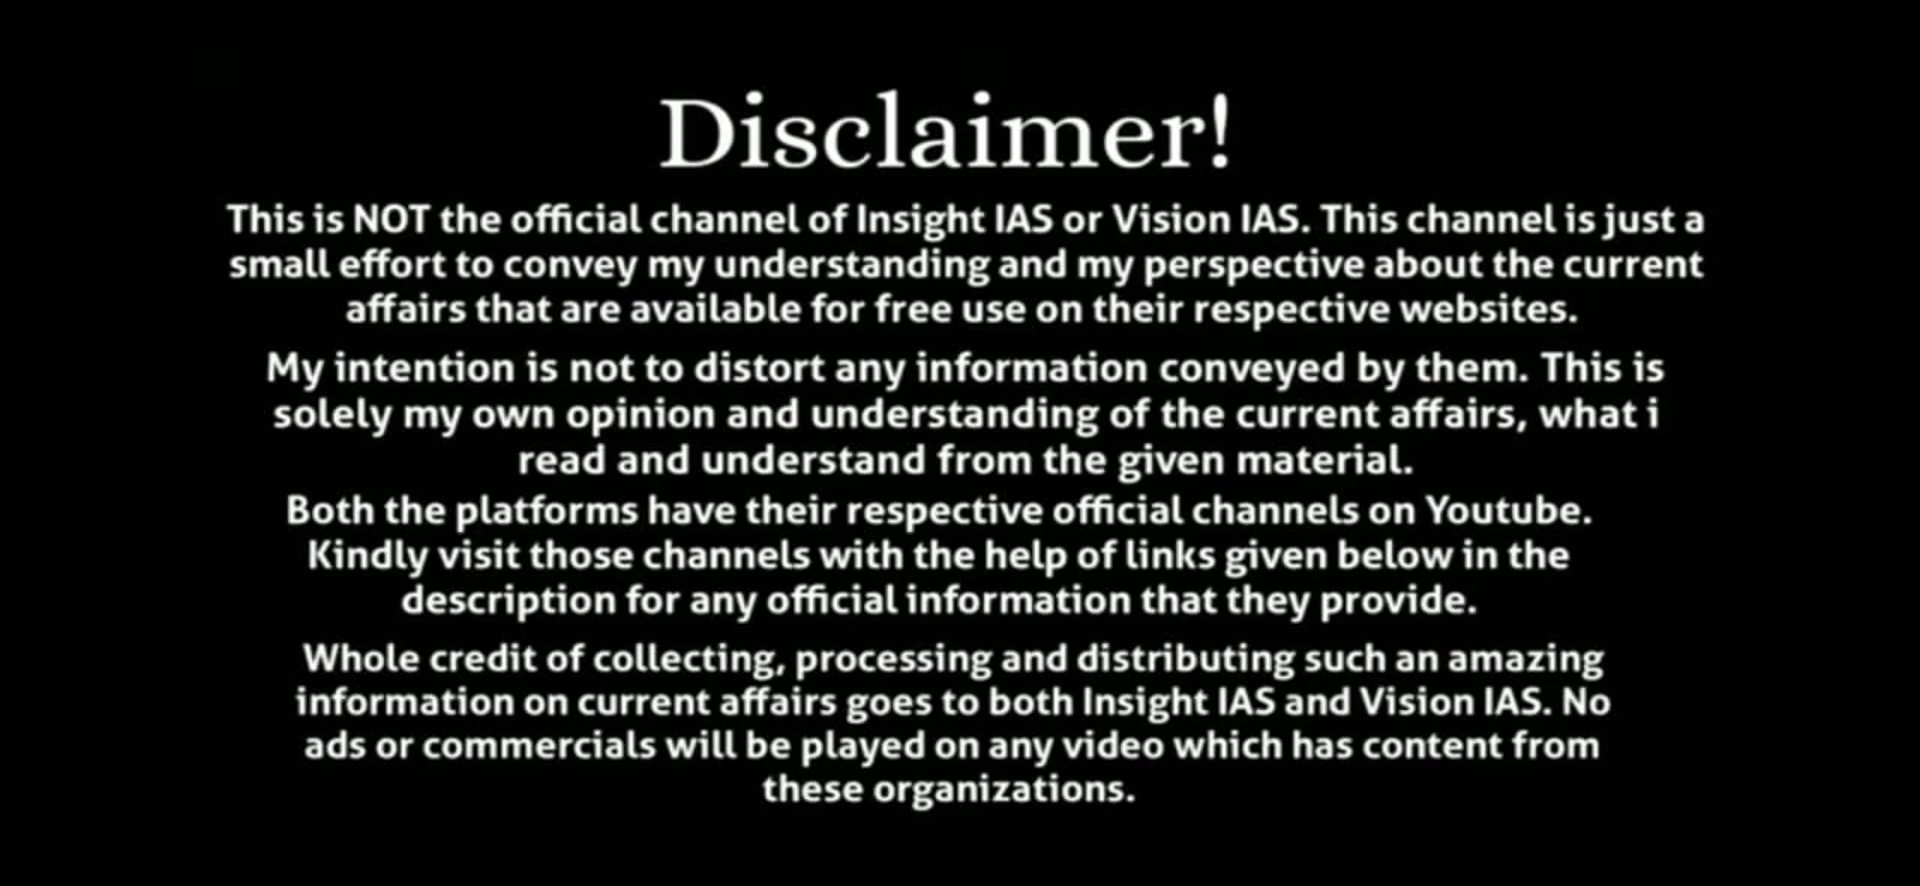 Disclaimer!
This is NOT the official channel of Insight IAS or Vision IAS. This channel is just a
small effort to convey my understanding and my perspective about the current
affairs that are available for free use on their respective websites.
My intention is not to distort any information conveyed by them. This is
solely my own opinion and understanding of the current affairs, what i
read and understand from the given material.
Both the platforms have their respective official channels on Youtube.
Kindly visit those channels with the help of links given below in the
description for any official information that they provide.
Whole credit of collecting, processing and distributing such an amazing
information on current affairs goes to both Insight IAS and Vision IAS. No
ads or commercials will be played on any video which has content from
these organizations.